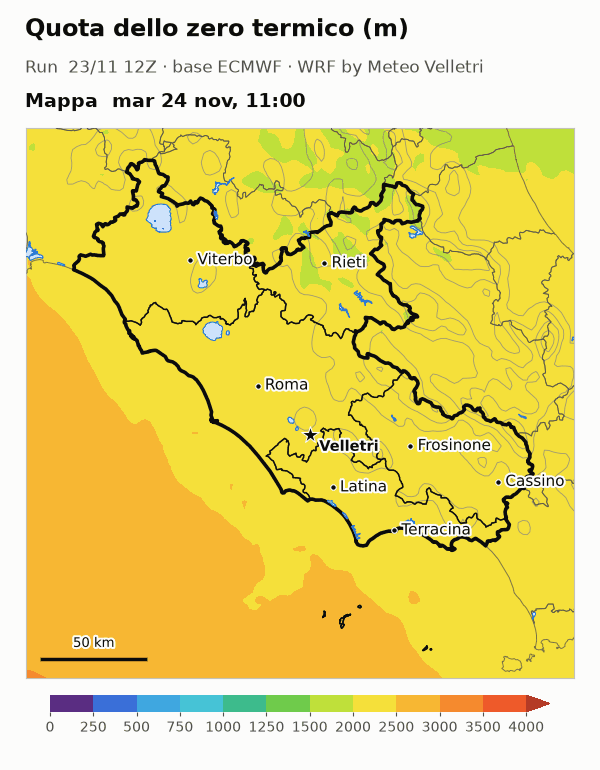 Quota dello zero termico (m)
Run 23/11 12Z · base ECMWF · WRF by Meteo Velletri
Mappa mar 24 nov, 11:00
Viterbo
Rieti
Roma
Velletri
Frosinone
Cassino
Latina
Terracina
50 km
0 250 500 750 1000 1250 1500 2000 2500 3000 3500 4000